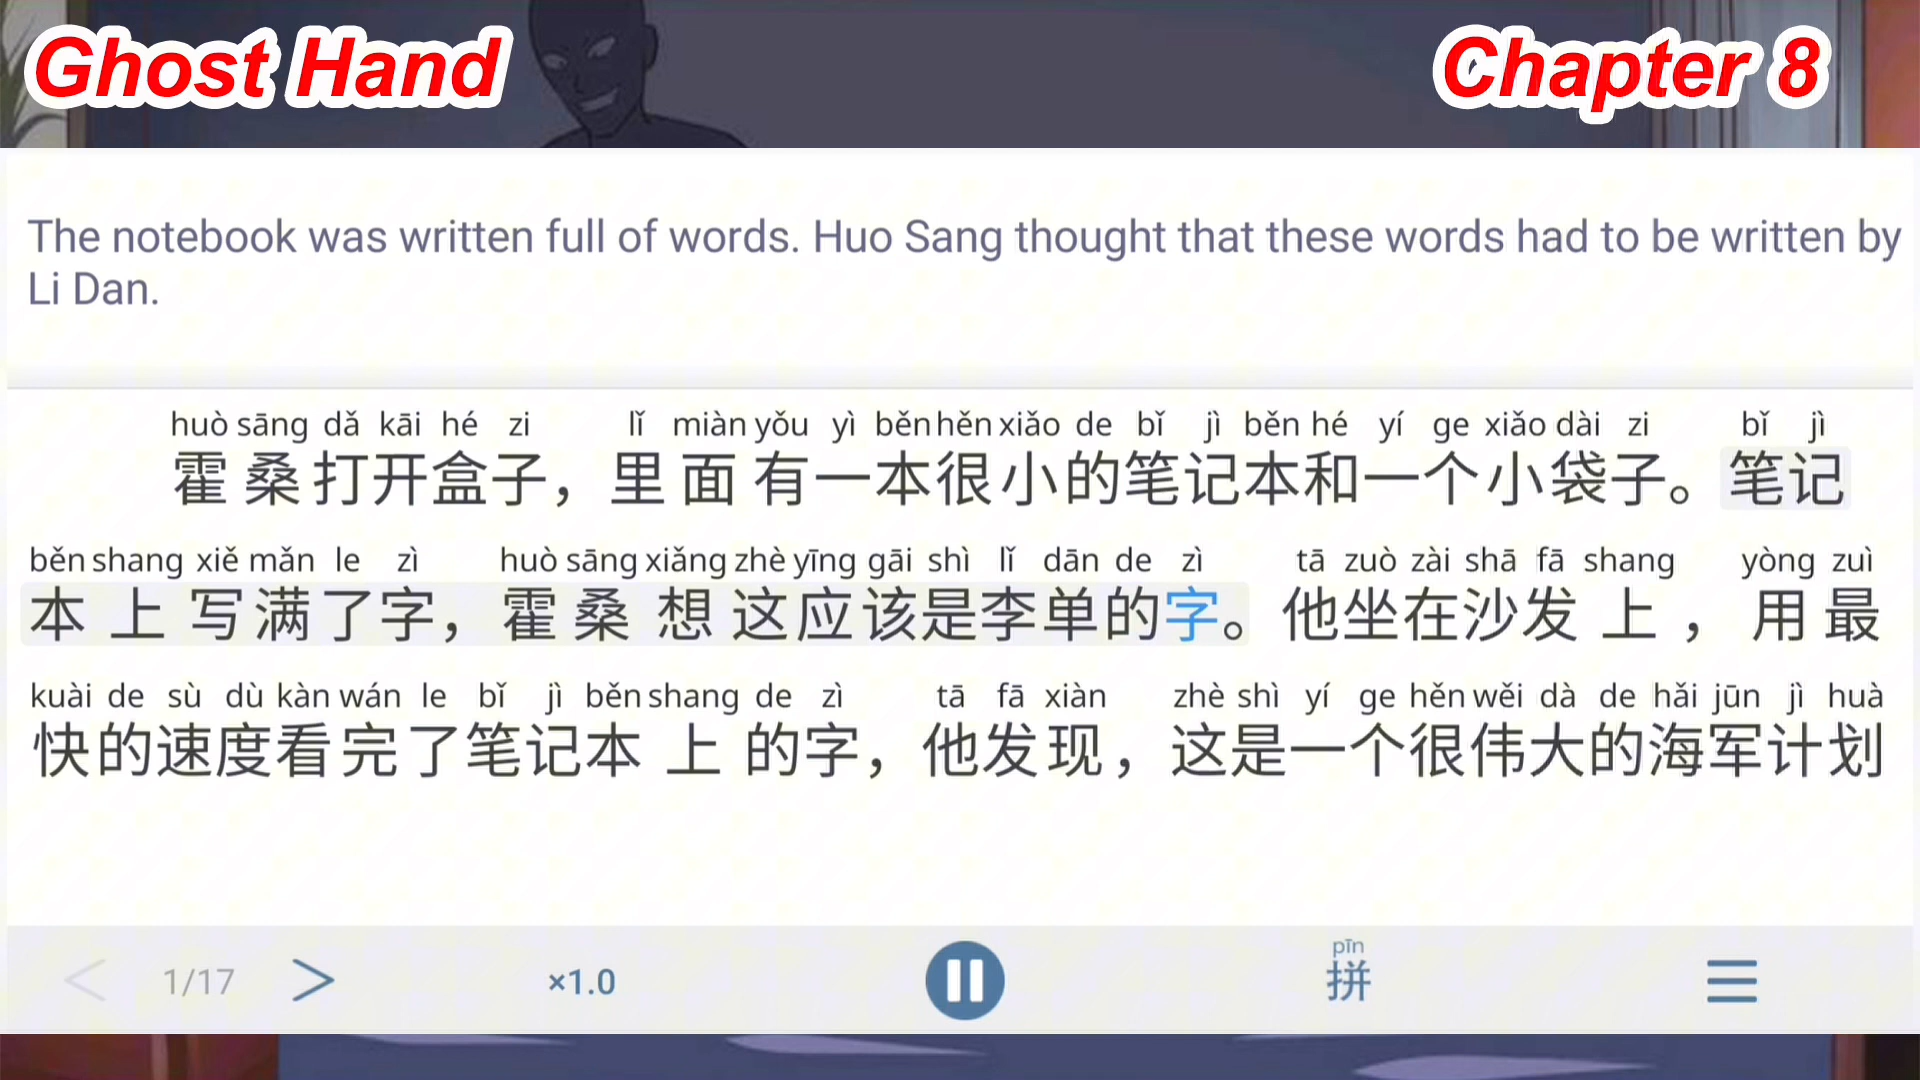 Ghost Hand
Chapter 8
The notebook was written full of words. Huo Sang thought that these words had to be written by
Li Dan.
huò sāng dǎ kāi hé zi lǐ miàn yǒu yì běn hěn xiǎo de bǐ jì běn hé yí ge xiǎo dài zi bǐ jì
霍桑打开盒子，里面有一本很小的笔记本和一个小袋子。笔记
běn shang xiě mǎn le zì huò sāng xiǎng zhè yīng gāi shì lǐ dān de zì tā zuò zài shā fā shang yòng zuì
本上写满了字，霍桑想这应该是李单的字。他坐在沙发上，用最
kuài de sù dù kàn wán le bǐ jì běn shang de zì tā fā xiàn zhè shì yí ge hěn wěi dà de hǎi jūn jì huà
快的速度看完了笔记本上的字，他发现，这是一个很伟大的海军计划
< 1/17 >
×1.0
pīn
拼